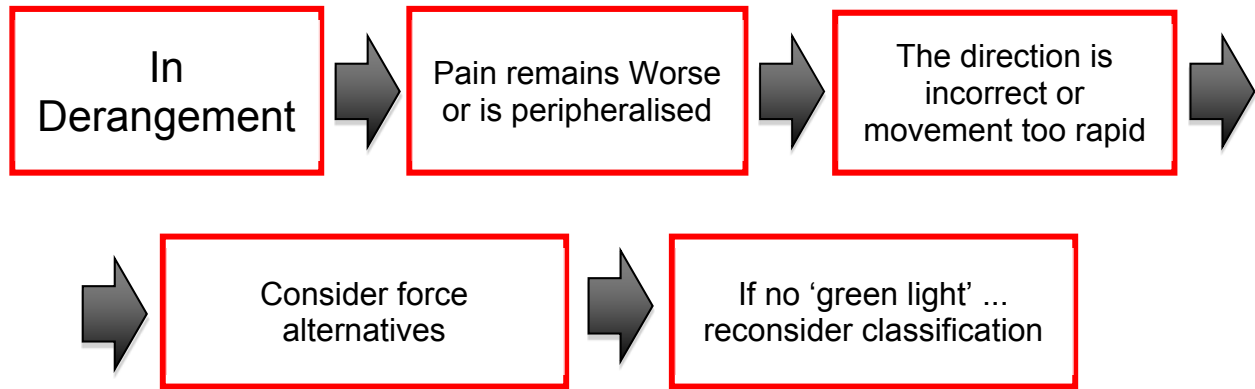 In
Derangement
Pain remains Worse
or is peripheralised
The direction is
incorrect or
movement too rapid
Consider force
alternatives
If no ‘green light’ ...
reconsider classification